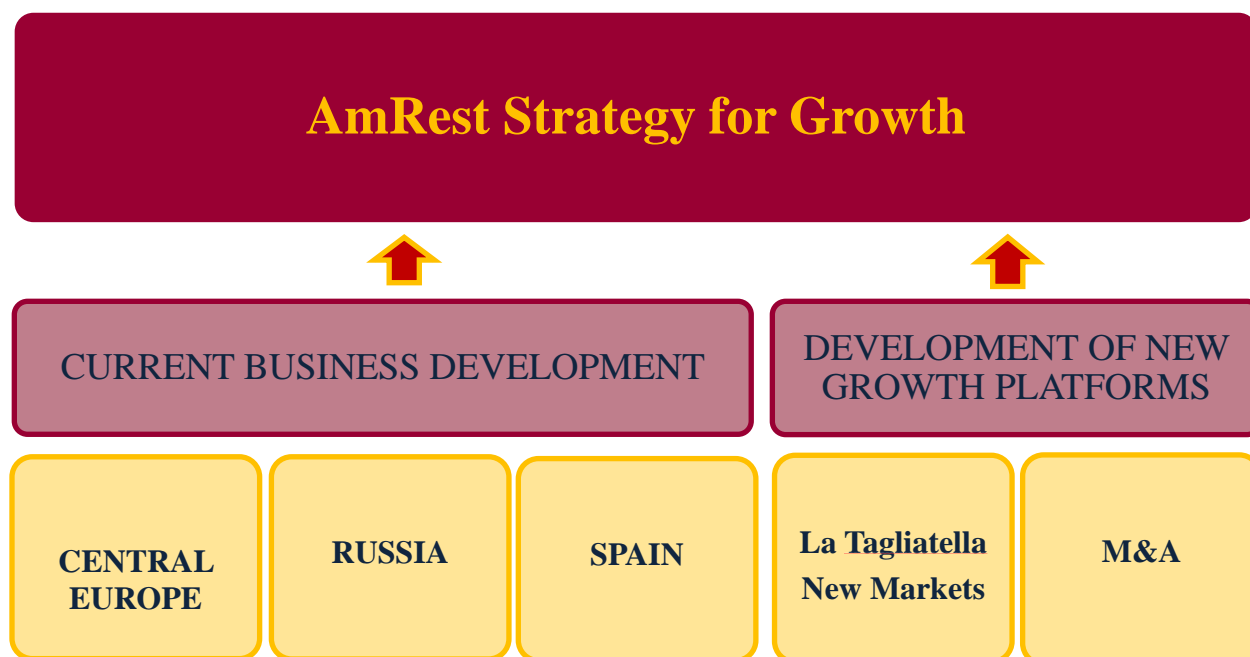 AmRest Strategy for Growth
CURRENT BUSINESS DEVELOPMENT
DEVELOPMENT OF NEW
GROWTH PLATFORMS
CENTRAL
EUROPE
RUSSIA
SPAIN
La Tagliatella
New Markets
M&A